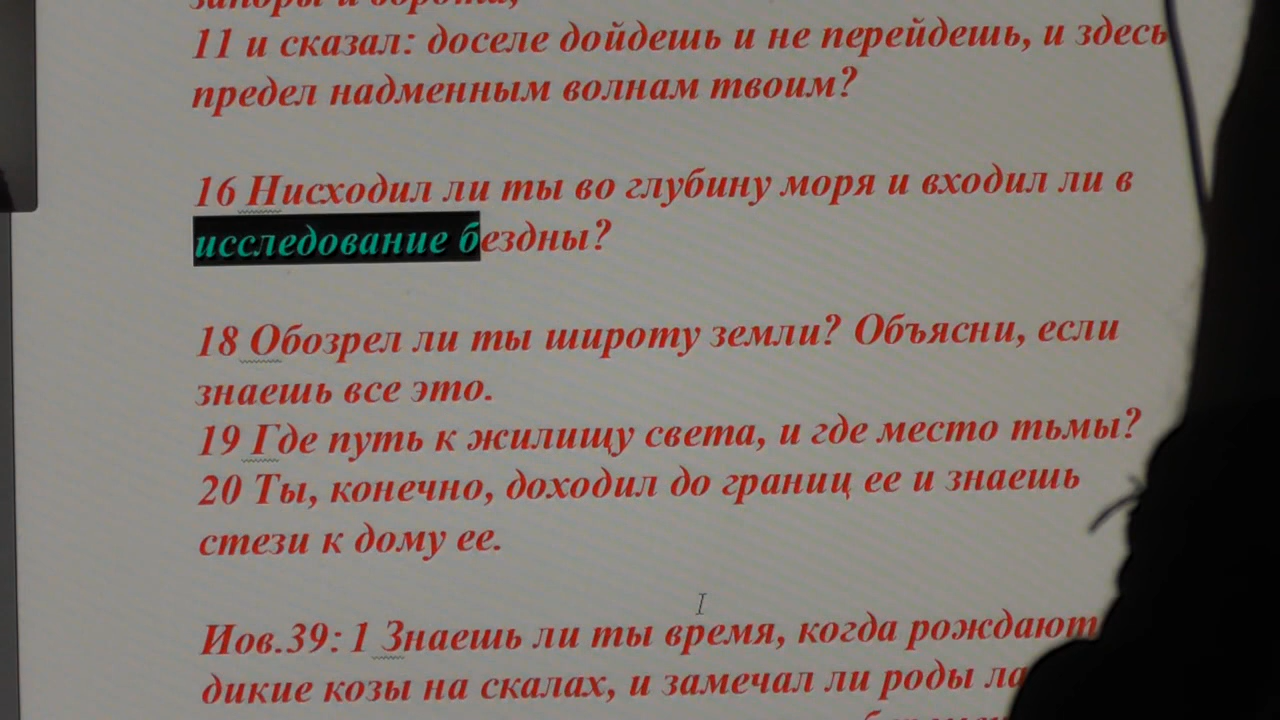 запоры и ворота,
11 и сказал: доселе дойдешь и не перейдешь, и здесь
предел надменным волнам твоим?
16 Нисходил ли ты во глубину моря и входил ли в
исследование бездны?
18 Обозрел ли ты широту земли? Объясни, если
знаешь все это.
19 Где путь к жилищу света, и где место тьмы?
20 Ты, конечно, доходил до границ ее и знаешь
стези к дому ее.
Иов.39: 1 Знаешь ли ты время, когда рождают
дикие козы на скалах, и замечал ли роды